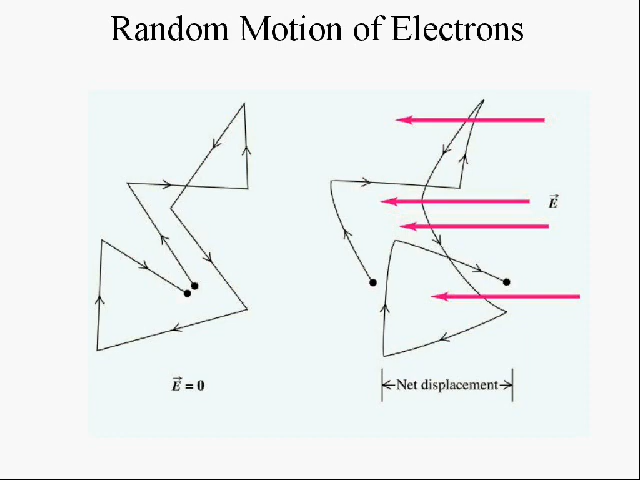 Random Motion of Electrons
E⃗
E⃗ = 0
Net displacement